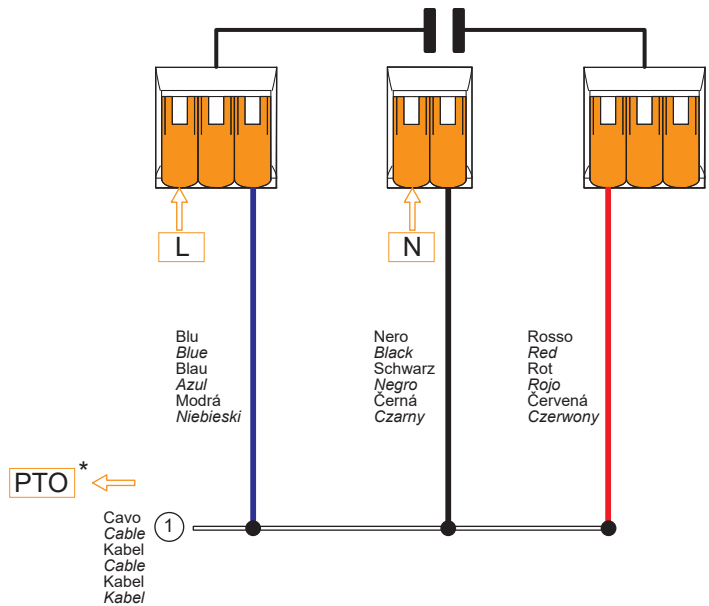 L
N
Blu
Blue
Blau
Azul
Modrá
Niebieski
Nero
Black
Schwarz
Negro
Černá
Czarny
Rosso
Red
Rot
Rojo
Červená
Czerwony
PTO *
1
Cavo
Cable
Kabel
Cable
Kabel
Kabel